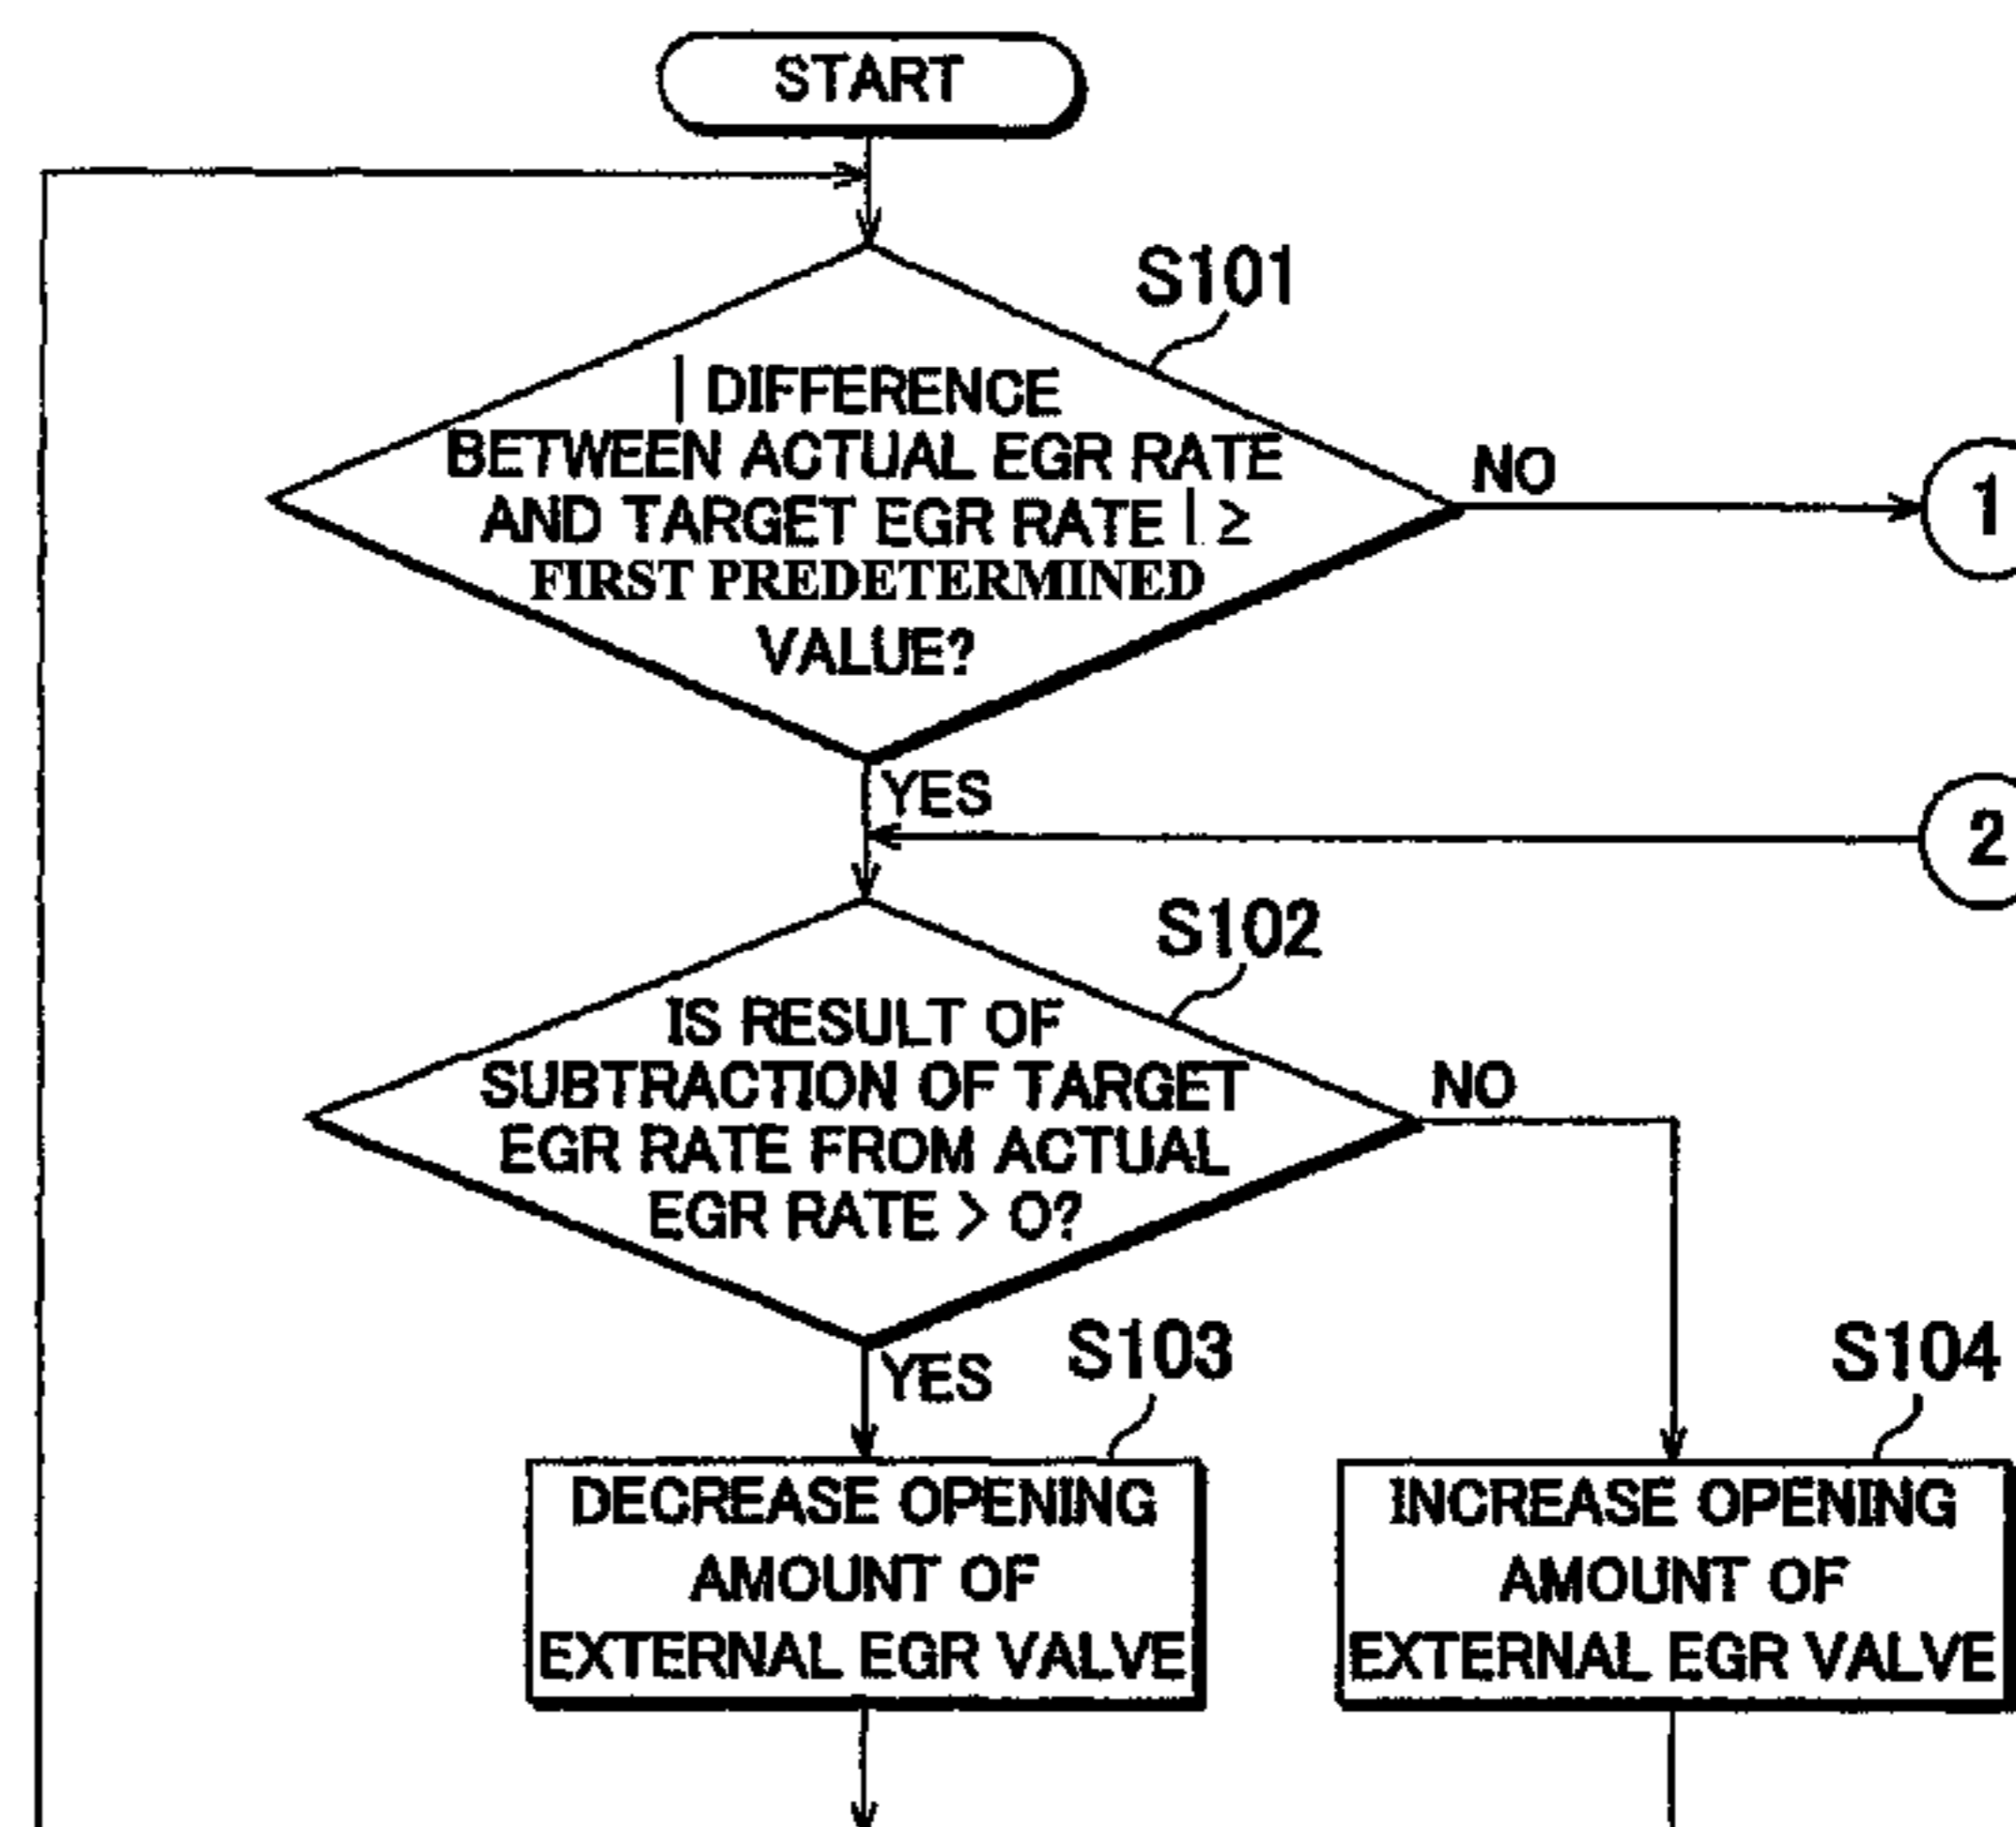 START
S101
| DIFFERENCE
BETWEEN ACTUAL EGR RATE
AND TARGET EGR RATE | ≥
FIRST PREDETERMINED
VALUE?
NO
1
YES
2
S102
IS RESULT OF
SUBTRACTION OF TARGET
EGR RATE FROM ACTUAL
EGR RATE > 0?
NO
YES
S103
S104
DECREASE OPENING
AMOUNT OF
EXTERNAL EGR VALVE
INCREASE OPENING
AMOUNT OF
EXTERNAL EGR VALVE